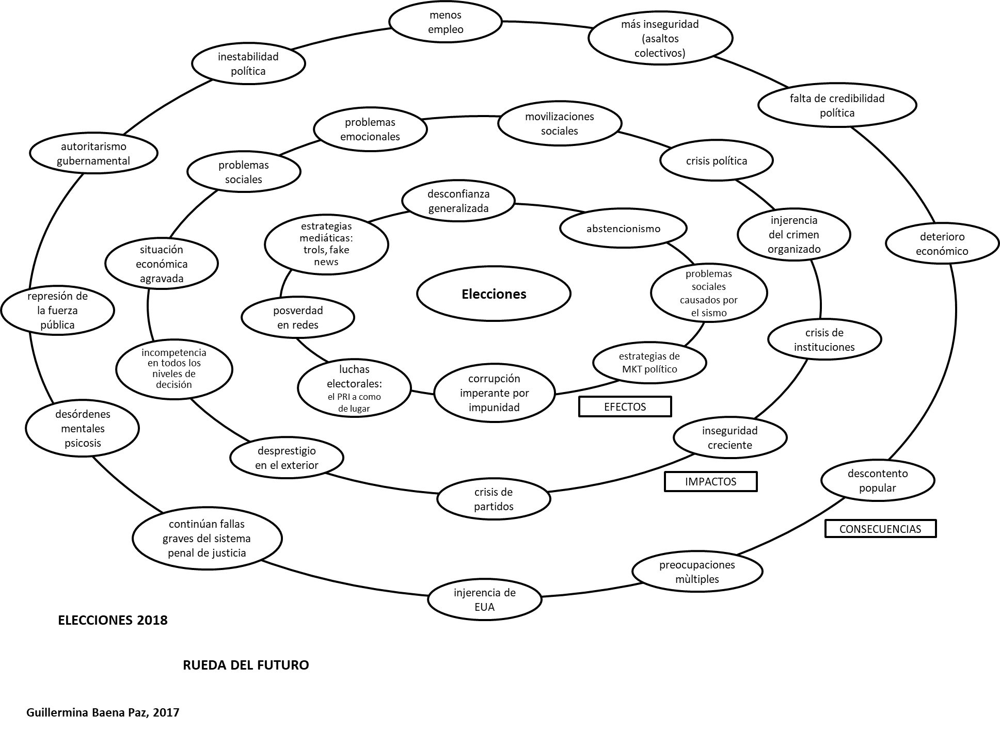 menos
empleo
más inseguridad
(asaltos
colectivos)
inestabilidad
política
falta de credibilidad
política
autoritarismo
gubernamental
deterioro
económico
represión de
la fuerza
pública
desórdenes
mentales
psicosis
descontento
popular
continúan fallas
graves del sistema
penal de justicia
preocupaciones
mùltiples
injerencia de
EUA
CONSECUENCIAS
problemas
emocionales
movilizaciones
sociales
problemas
sociales
crisis política
situación
económica
agravada
injerencia
del crimen
organizado
incompetencia
en todos los
niveles de
decisión
crisis de
instituciones
desprestigio
en el exterior
inseguridad
creciente
crisis de
partidos
IMPACTOS
desconfianza
generalizada
estrategias
mediáticas:
trols, fake
news
abstencionismo
problemas
sociales
causados por
el sismo
posverdad
en redes
estrategias de
MKT político
luchas
electorales:
el PRI a como
de lugar
corrupción
imperante por
impunidad
EFECTOS
Elecciones
ELECCIONES 2018
RUEDA DEL FUTURO
Guillermina Baena Paz, 2017